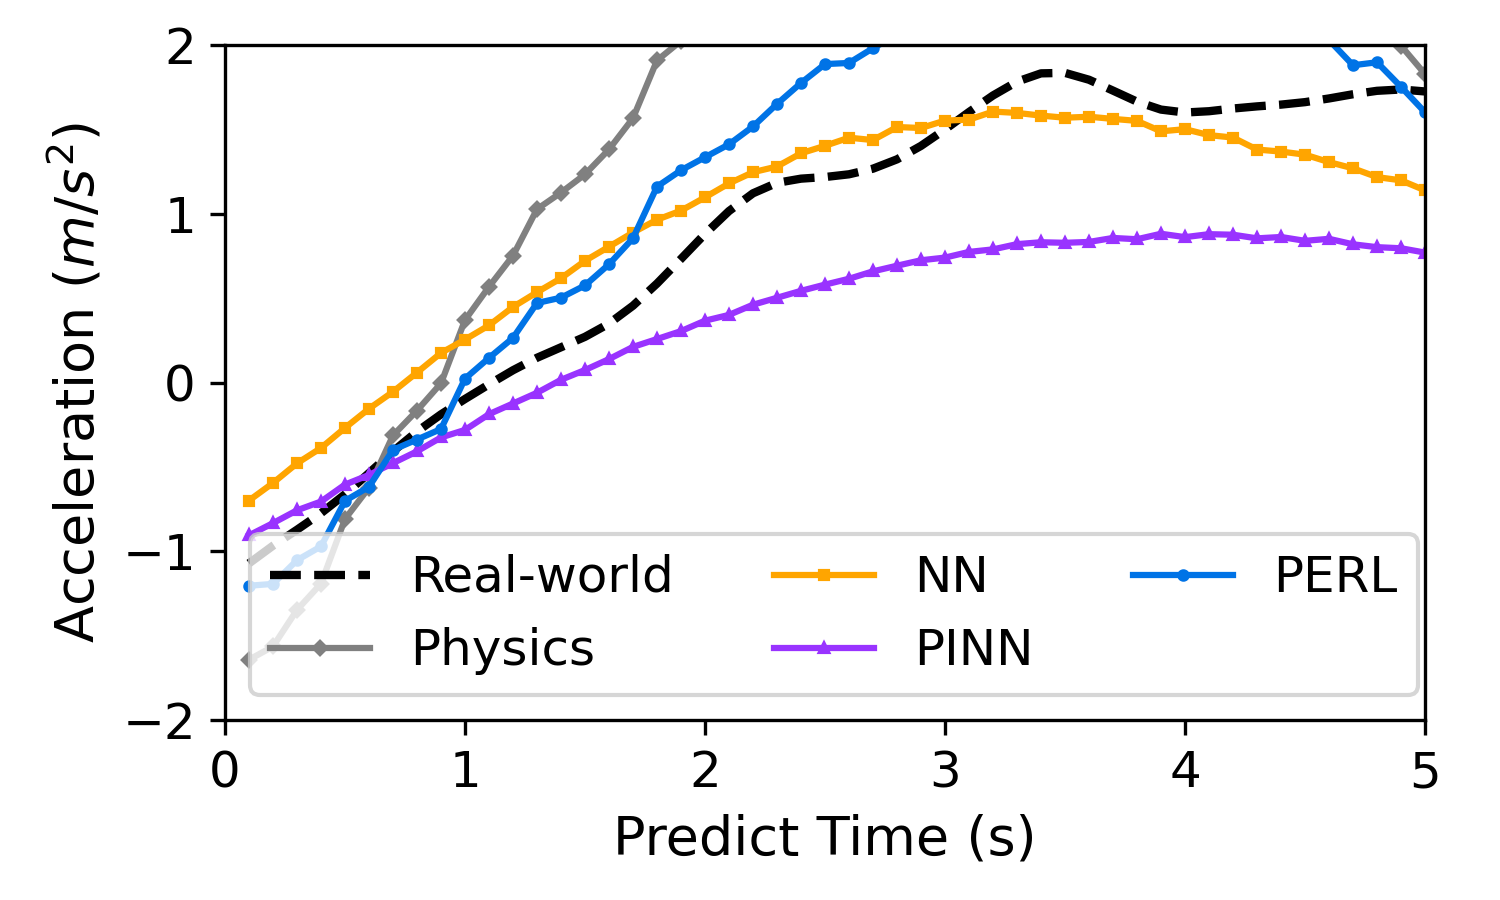 2
1
0
−1
−2
Acceleration (m/s²)
Real-world
NN
PERL
Physics
PINN
0 1 2 3 4 5
Predict Time (s)